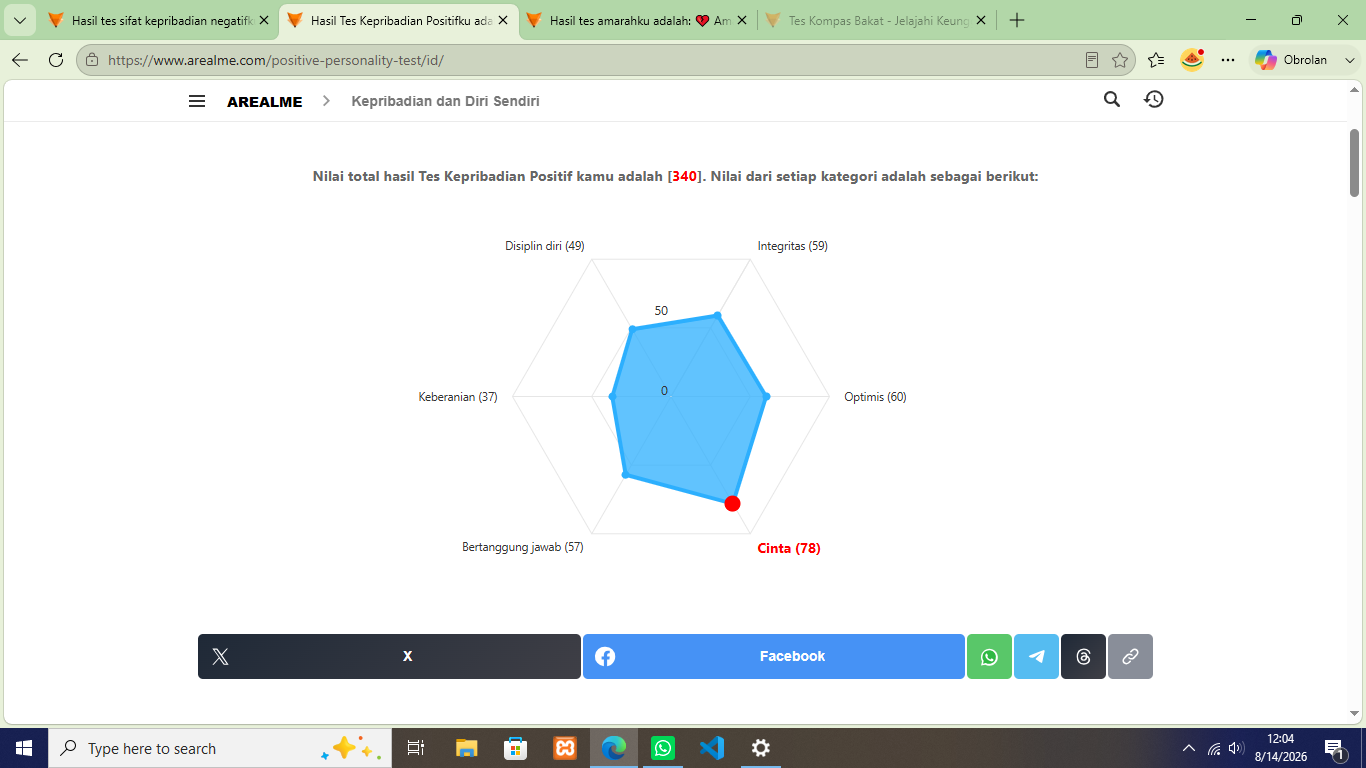 Hasil tes sifat kepribadian negatifk
Hasil Tes Kepribadian Positifku ada
Hasil tes amarahku adalah: 💔 Am
Tes Kompas Bakat - Jelajahi Keung
https://www.arealme.com/positive-personality-test/id/
Obrolan
AREALME
Kepribadian dan Diri Sendiri
Nilai total hasil Tes Kepribadian Positif kamu adalah [340]. Nilai dari setiap kategori adalah sebagai berikut:
Disiplin diri (49)
Integritas (59)
50
0
Keberanian (37)
Optimis (60)
Bertanggung jawab (57)
Cinta (78)
X
Facebook
Type here to search
12:04
8/14/2026
1